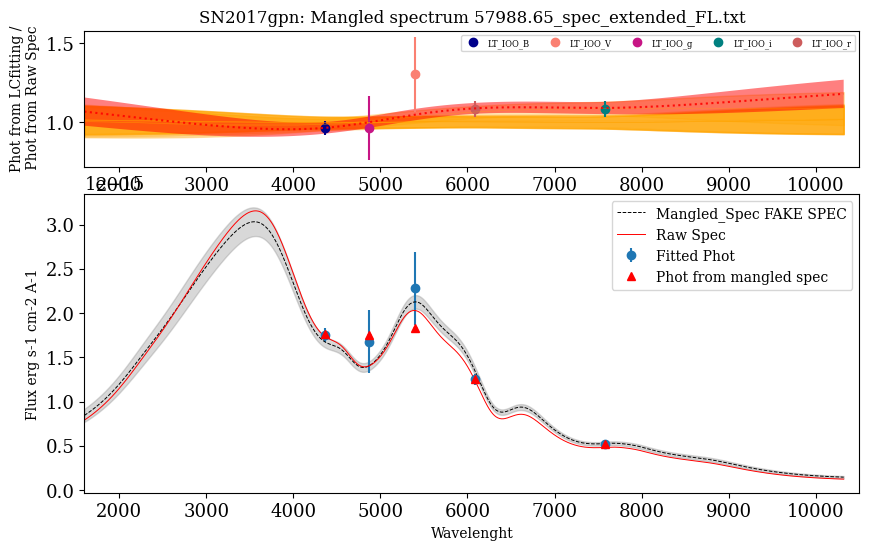 SN2017gpn: Mangled spectrum 57988.65_spec_extended_FL.txt
Phot from LCfitting /
Phot from Raw Spec
1.5
1.0
LT_IOO_B LT_IOO_V LT_IOO_g LT_IOO_i LT_IOO_r
2000 3000 4000 5000 6000 7000 8000 9000 10000
1e−15
Flux erg s-1 cm-2 A-1
3.0
2.5
2.0
1.5
1.0
0.5
0.0
Mangled_Spec FAKE SPEC
Raw Spec
Fitted Phot
Phot from mangled spec
2000 3000 4000 5000 6000 7000 8000 9000 10000
Wavelenght